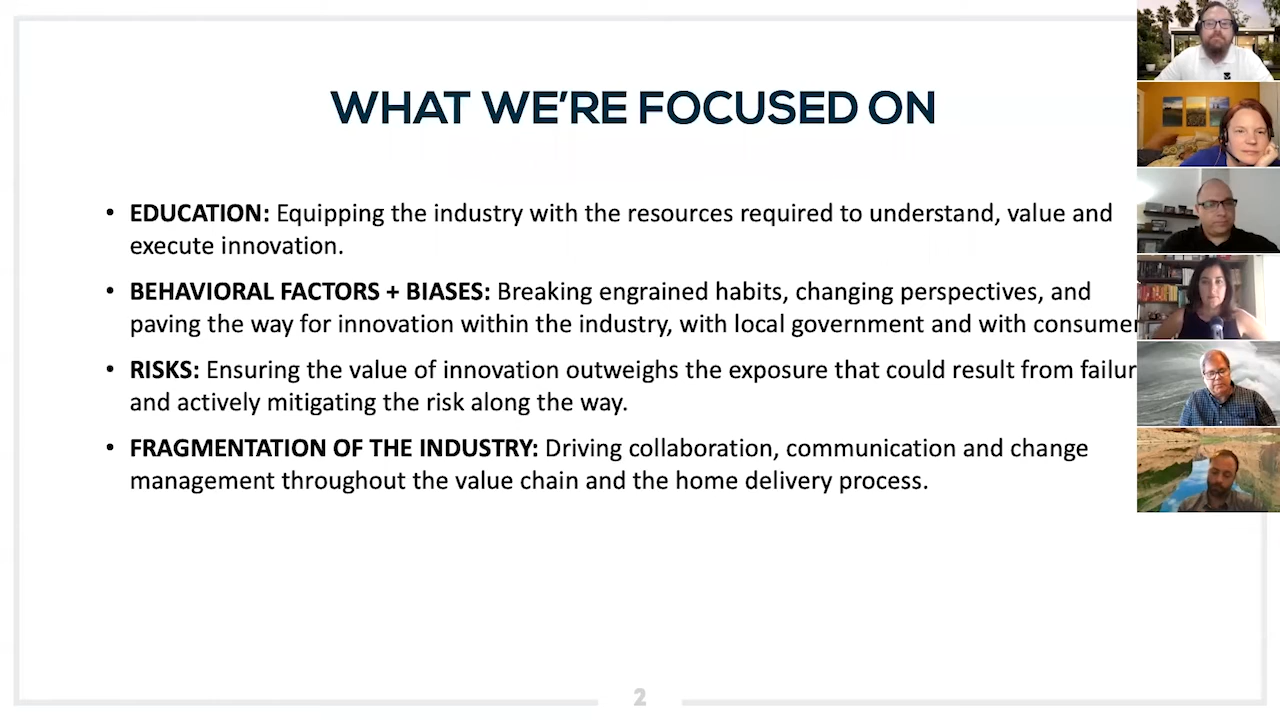 WHAT WE'RE FOCUSED ON
• EDUCATION: Equipping the industry with the resources required to understand, value and
execute innovation.
• BEHAVIORAL FACTORS + BIASES: Breaking engrained habits, changing perspectives, and
paving the way for innovation within the industry, with local government and with consumer
• RISKS: Ensuring the value of innovation outweighs the exposure that could result from failur
and actively mitigating the risk along the way.
• FRAGMENTATION OF THE INDUSTRY: Driving collaboration, communication and change
management throughout the value chain and the home delivery process.
2